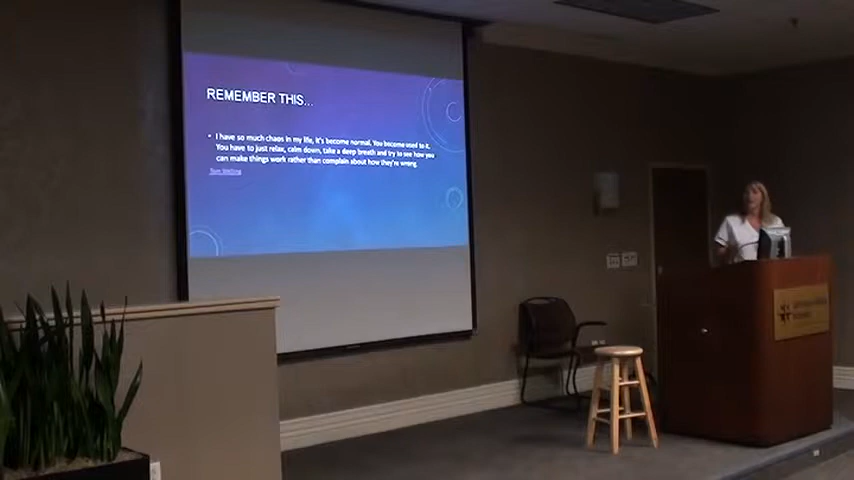 REMEMBER THIS...
• I have so much chaos in my life, it's become normal. You become used to it.
You have to just relax, calm down, take a deep breath and try to see how you
can make things work rather than complain about how they're wrong.
Tom Welling